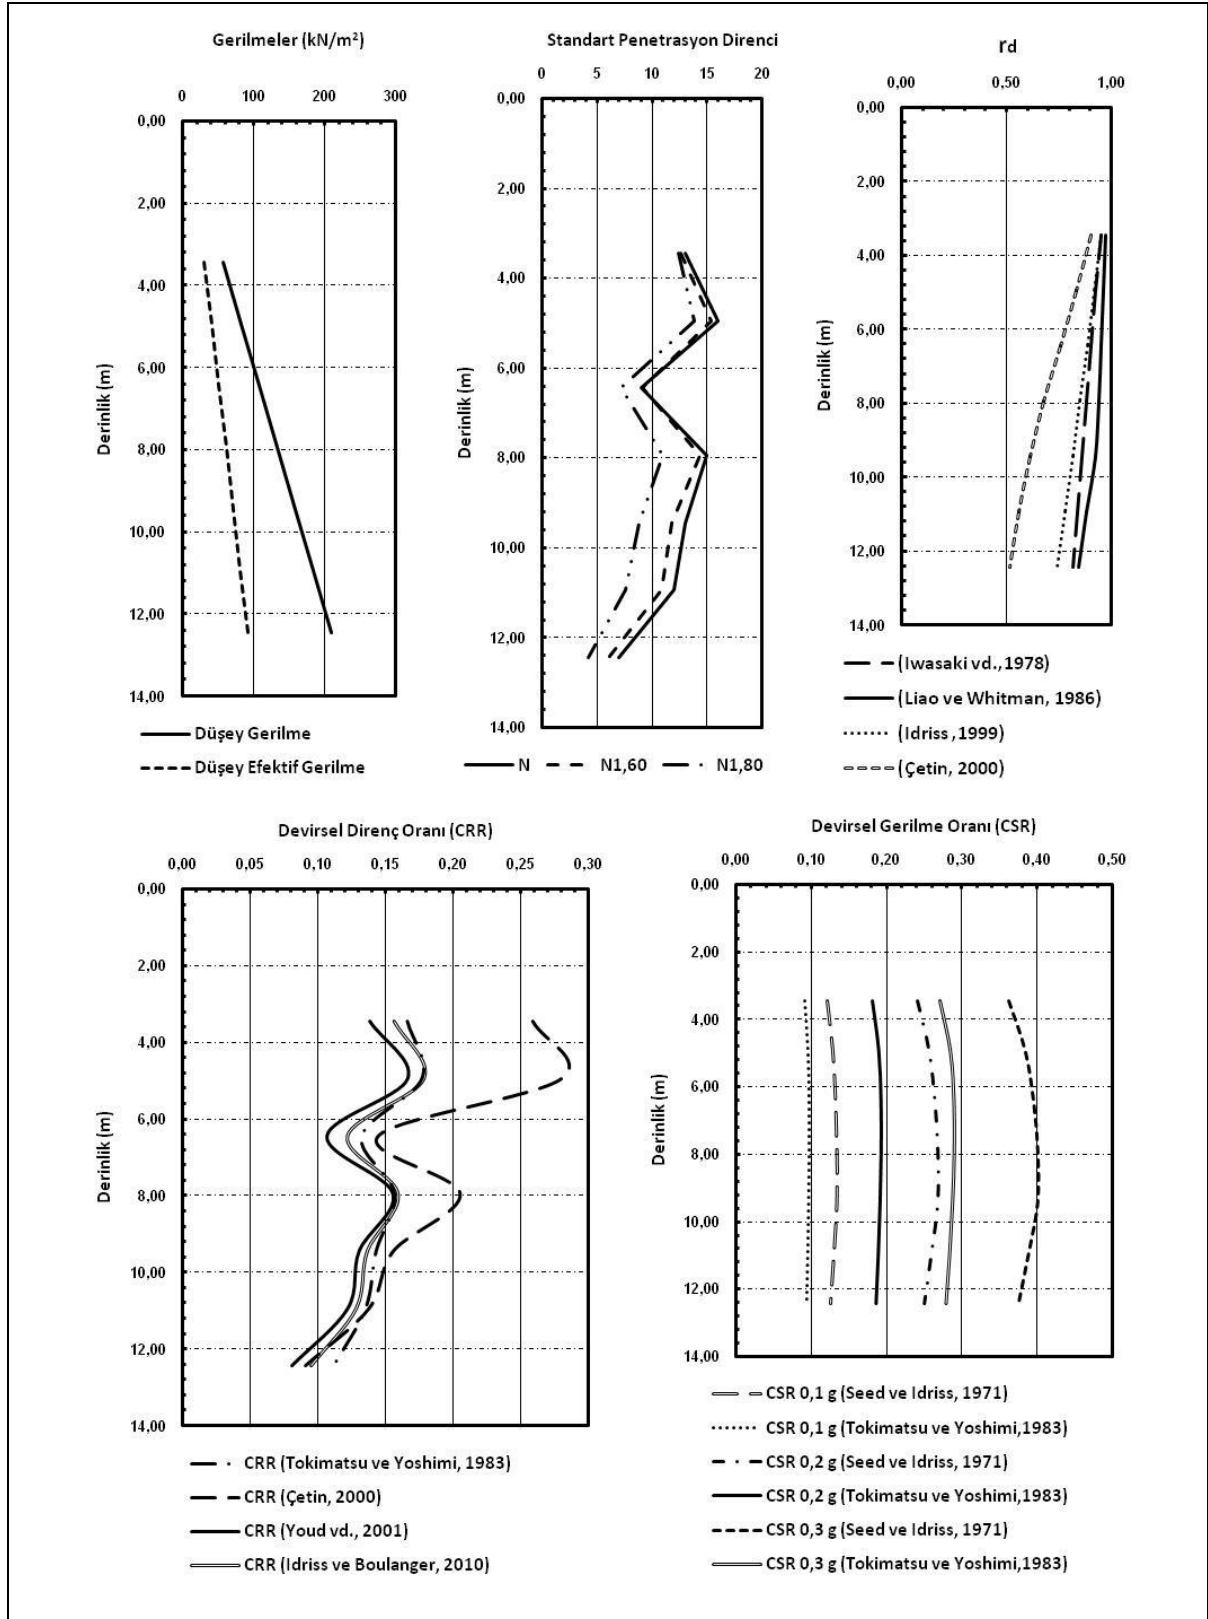 Gerilmeler (kN/m²)
0 100 200 300
0,00
2,00
4,00
6,00
8,00
10,00
12,00
14,00
Derinlik (m)
Düşey Gerilme
Düşey Efektif Gerilme
Standart Penetrasyon Direnci
0 5 10 15 20
0,00
2,00
4,00
6,00
8,00
10,00
12,00
14,00
Derinlik (m)
N N1,60 N1,80
rd
0,00 0,50 1,00
0,00
2,00
4,00
6,00
8,00
10,00
12,00
14,00
Derinlik (m)
(Iwasaki vd.,1978)
(Liao ve Whitman, 1986)
(Idriss ,1999)
(Çetin, 2000)
Devirsel Direnç Oranı (CRR)
0,00 0,05 0,10 0,15 0,20 0,25 0,30
0,00
2,00
4,00
6,00
8,00
10,00
12,00
14,00
Derinlik (m)
CRR (Tokimatsu ve Yoshimi, 1983)
CRR (Çetin, 2000)
CRR (Youd vd., 2001)
CRR (Idriss ve Boulanger, 2010)
Devirsel Gerilme Oranı (CSR)
0,00 0,10 0,20 0,30 0,40 0,50
0,00
2,00
4,00
6,00
8,00
10,00
12,00
14,00
Derinlik (m)
CSR 0,1 g (Seed ve Idriss, 1971)
CSR 0,1 g (Tokimatsu ve Yoshimi,1983)
CSR 0,2 g (Seed ve Idriss, 1971)
CSR 0,2 g (Tokimatsu ve Yoshimi,1983)
CSR 0,3 g (Seed ve Idriss, 1971)
CSR 0,3 g (Tokimatsu ve Yoshimi,1983)